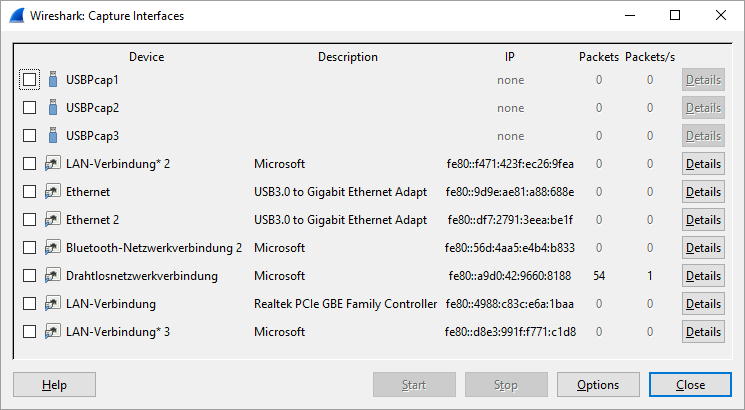 Wireshark: Capture Interfaces
Device Description IP Packets Packets/s
USBPcap1 none 0 0 Details
USBPcap2 none 0 0 Details
USBPcap3 none 0 0 Details
LAN-Verbindung* 2 Microsoft fe80::f471:423f:ec26:9fea 0 0 Details
Ethernet USB3.0 to Gigabit Ethernet Adapt fe80::9d9e:ae81:a88:688e 0 0 Details
Ethernet 2 USB3.0 to Gigabit Ethernet Adapt fe80::df7:2791:3eea:be1f 0 0 Details
Bluetooth-Netzwerkverbindung 2 Microsoft fe80::56d:4aa5:e4b4:b833 0 0 Details
Drahtlosnetzwerkverbindung Microsoft fe80::a9d0:42:9660:8188 54 1 Details
LAN-Verbindung Realtek PCIe GBE Family Controller fe80::4988:c83c:e6a:1baa 0 0 Details
LAN-Verbindung* 3 Microsoft fe80::d8e3:991f:f771:c1d8 0 0 Details
Help Start Stop Options Close